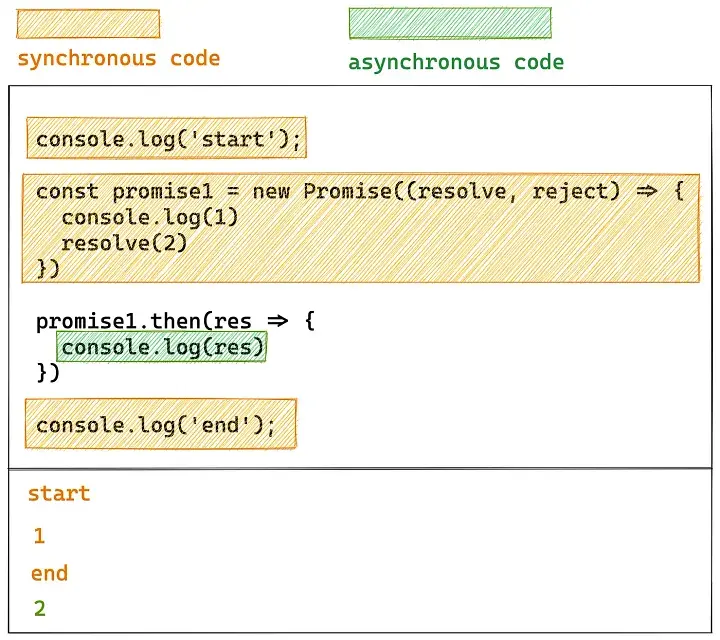 synchronous code
asynchronous code
console.log('start');
const promise1 = new Promise((resolve, reject) => {
  console.log(1)
  resolve(2)
})
promise1.then(res => {
  console.log(res)
})
console.log('end');
start
1
end
2